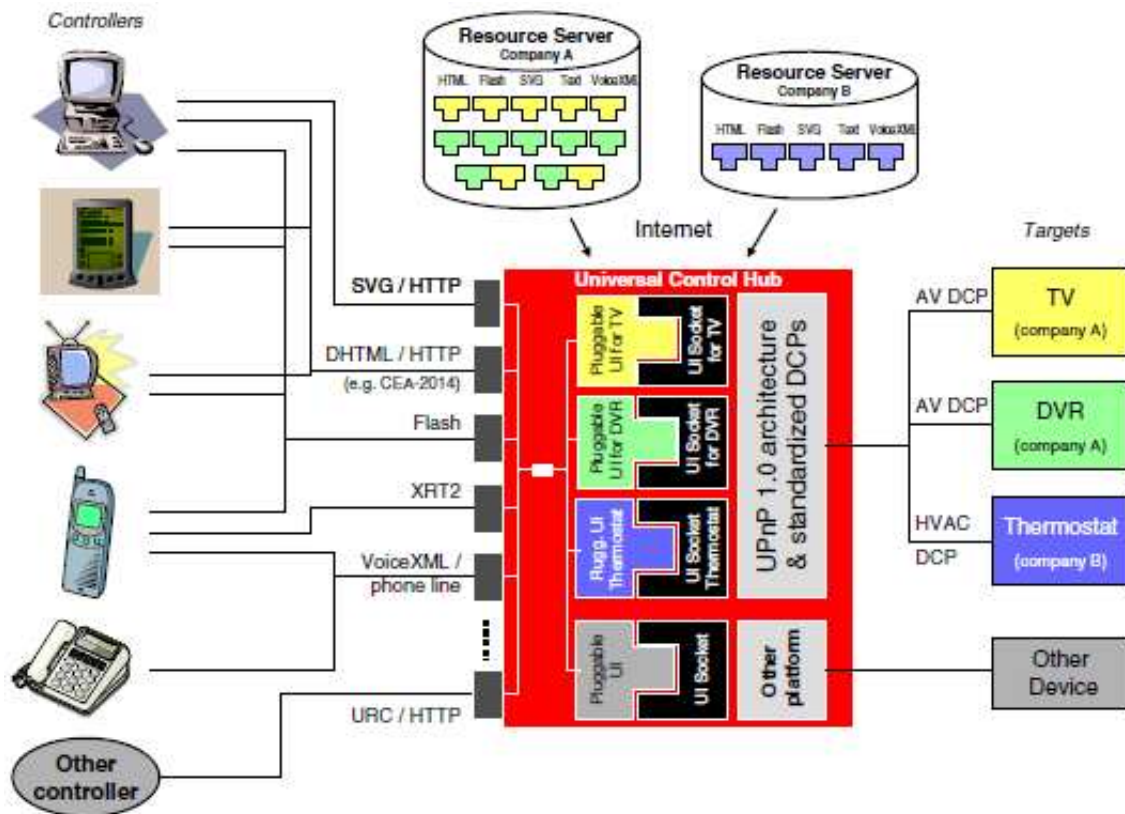 Controllers
Resource Server
Company A
HTML Flash SVG Text VoiceXML
Resource Server
Company B
HTML Flash SVG Text VoiceXML
Internet
Targets
SVG / HTTP
DHTML / HTTP
(e.g. CEA-2014)
Flash
XRT2
VoiceXML /
phone line
URC / HTTP
Other
controller
Universal Control Hub
Pluggable
UI for TV
UI Socket
for TV
Pluggable
UI for DVR
UI Socket
for DVR
Rugg. UI
Thermostat
UI Socket
Thermostat
Pluggable
UI
UI Socket
UPnP 1.0 architecture
& standardized DCPs
Other
platform
AV DCP
TV
(company A)
AV DCP
DVR
(company A)
HVAC
DCP
Thermostat
(company B)
Other
Device